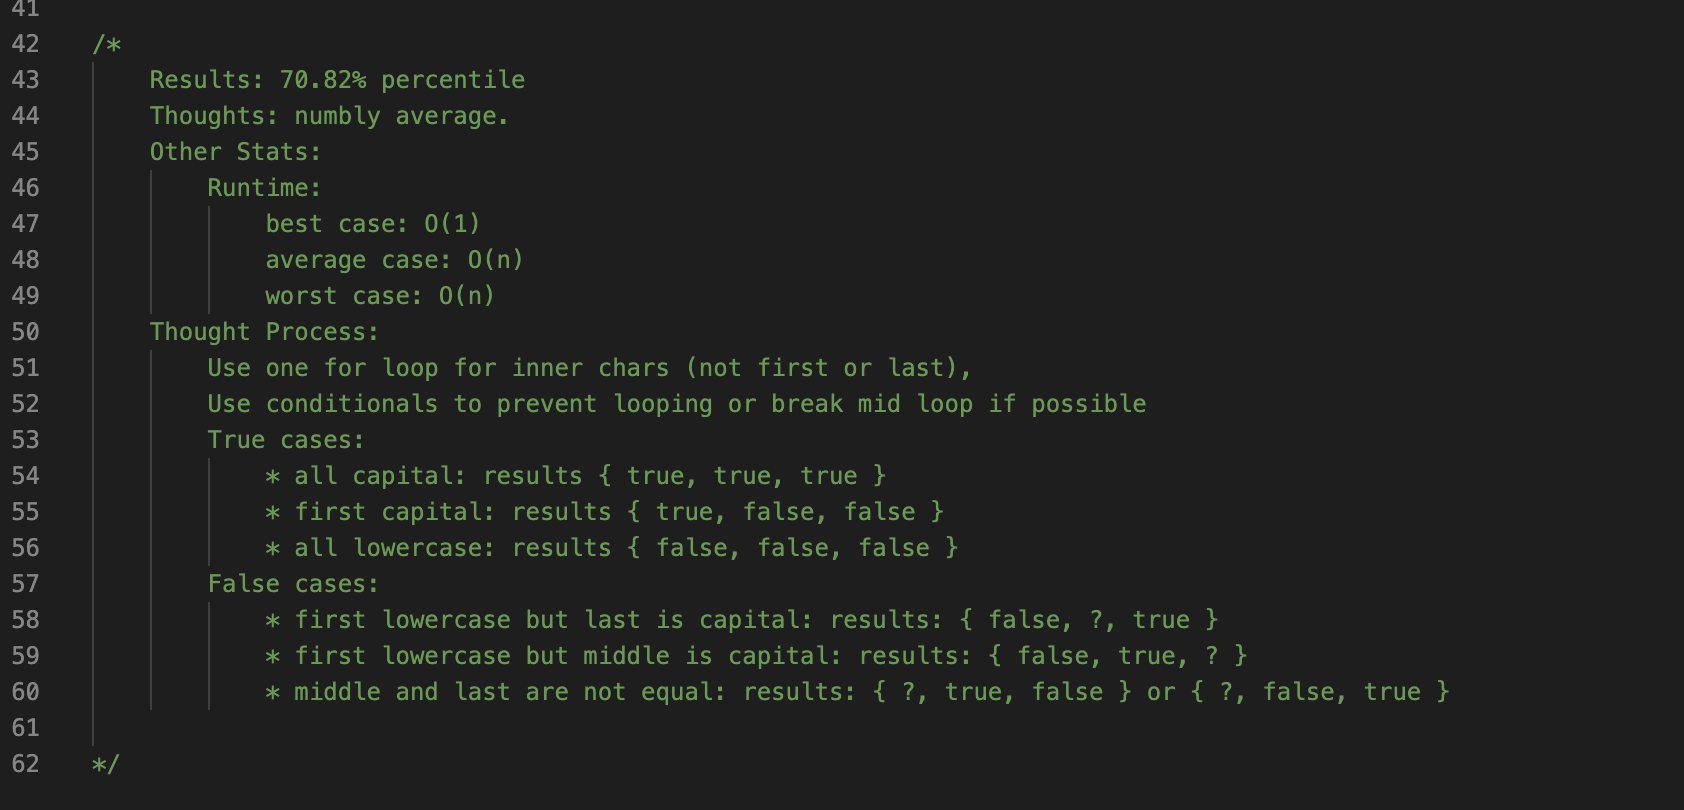 41
42 /*
43 Results: 70.82% percentile
44 Thoughts: numbly average.
45 Other Stats:
46 Runtime:
47 best case: O(1)
48 average case: O(n)
49 worst case: O(n)
50 Thought Process:
51 Use one for loop for inner chars (not first or last),
52 Use conditionals to prevent looping or break mid loop if possible
53 True cases:
54 * all capital: results { true, true, true }
55 * first capital: results { true, false, false }
56 * all lowercase: results { false, false, false }
57 False cases:
58 * first lowercase but last is capital: results: { false, ?, true }
59 * first lowercase but middle is capital: results: { false, true, ? }
60 * middle and last are not equal: results: { ?, true, false } or { ?, false, true }
61
62 */